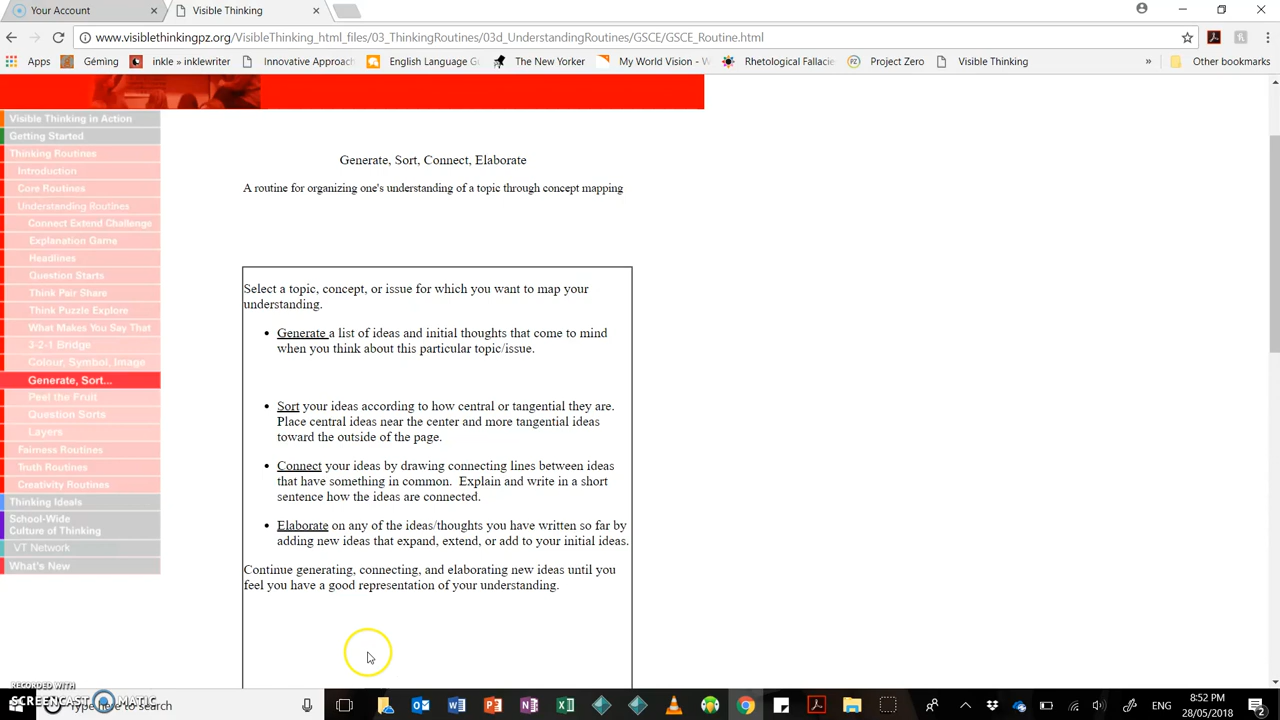 Your Account
Visible Thinking
www.visiblethinkingpz.org/VisibleThinking_html_files/03_ThinkingRoutines/03d_UnderstandingRoutines/GSCE/GSCE_Routine.html
Apps Géming inkle » inklewriter Innovative Approach English Language Gu The New Yorker My World Vision - W Rhetological Fallacie Project Zero Visible Thinking » Other bookmarks
Visible Thinking in Action
Getting Started
Thinking Routines
Introduction
Core Routines
Understanding Routines
Connect Extend Challenge
Explanation Game
Headlines
Question Starts
Think Pair Share
Think Puzzle Explore
What Makes You Say That
3-2-1 Bridge
Colour, Symbol, Image
Generate, Sort...
Peel the Fruit
Question Sorts
Layers
Fairness Routines
Truth Routines
Creativity Routines
Thinking Ideals
School-Wide
Culture of Thinking
VT Network
What's New
Generate, Sort, Connect, Elaborate
A routine for organizing one's understanding of a topic through concept mapping
Select a topic, concept, or issue for which you want to map your
understanding.
• Generate a list of ideas and initial thoughts that come to mind
when you think about this particular topic/issue.
• Sort your ideas according to how central or tangential they are.
Place central ideas near the center and more tangential ideas
toward the outside of the page.
• Connect your ideas by drawing connecting lines between ideas
that have something in common. Explain and write in a short
sentence how the ideas are connected.
• Elaborate on any of the ideas/thoughts you have written so far by
adding new ideas that expand, extend, or add to your initial ideas.
Continue generating, connecting, and elaborating new ideas until you
feel you have a good representation of your understanding.
RECORDED WITH
SCREENCAST MATIC
Type here to search
8:52 PM
28/05/2018